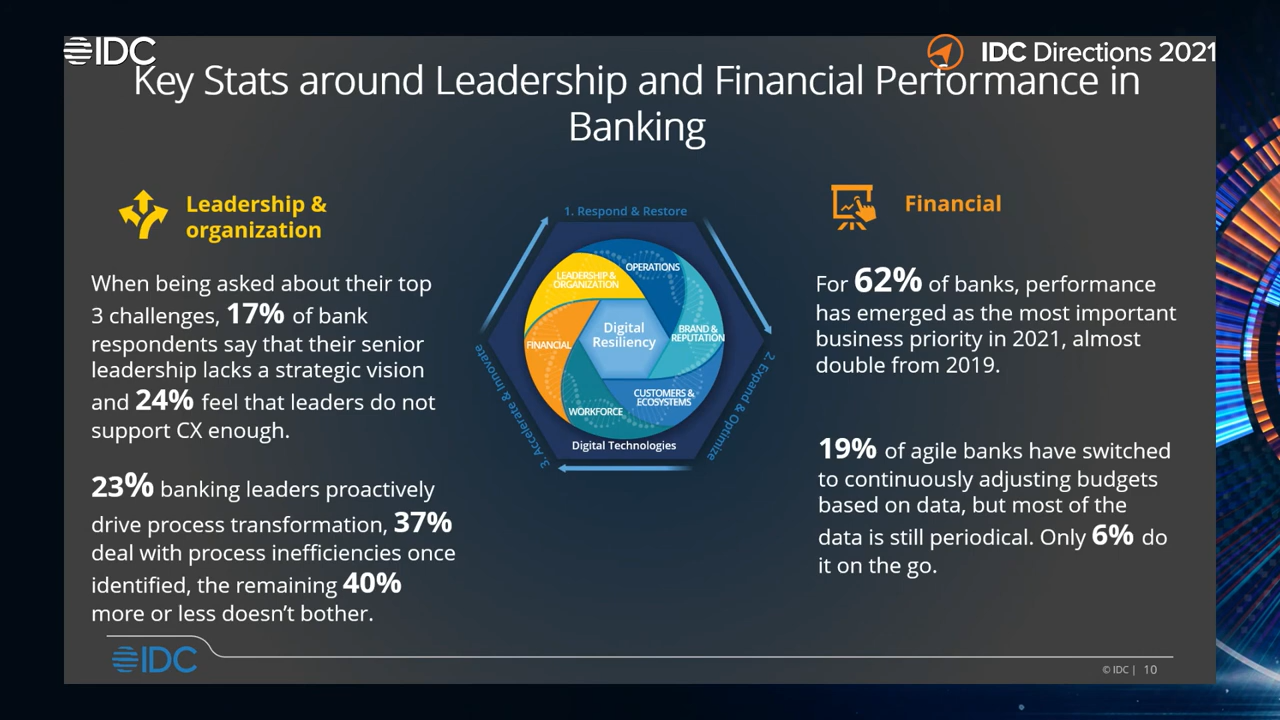 IDC
IDC Directions 2021
Key Stats around Leadership and Financial Performance in
Banking
Leadership &
organization
When being asked about their top
3 challenges, 17% of bank
respondents say that their senior
leadership lacks a strategic vision
and 24% feel that leaders do not
support CX enough.
23% banking leaders proactively
drive process transformation, 37%
deal with process inefficiencies once
identified, the remaining 40%
more or less doesn't bother.
1. Respond & Restore
2. Expand & Optimize
3. Accelerate & Innovate
LEADERSHIP &
ORGANIZATION
OPERATIONS
BRAND &
REPUTATION
CUSTOMERS &
ECOSYSTEMS
WORKFORCE
FINANCIAL
Digital
Resiliency
Digital Technologies
Financial
For 62% of banks, performance
has emerged as the most important
business priority in 2021, almost
double from 2019.
19% of agile banks have switched
to continuously adjusting budgets
based on data, but most of the
data is still periodical. Only 6% do
it on the go.
IDC
© IDC | 10